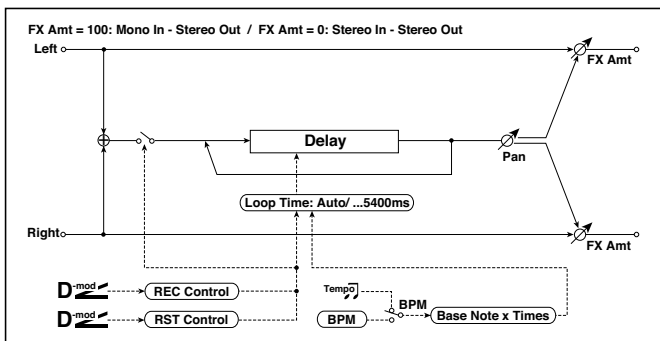 FX Amt = 100: Mono In - Stereo Out / FX Amt = 0: Stereo In - Stereo Out
Left
FX Amt
Delay
Pan
Loop Time: Auto/ ...5400ms
Right
FX Amt
D-mod
REC Control
Tempo
BPM
D-mod
RST Control
BPM
Base Note x Times